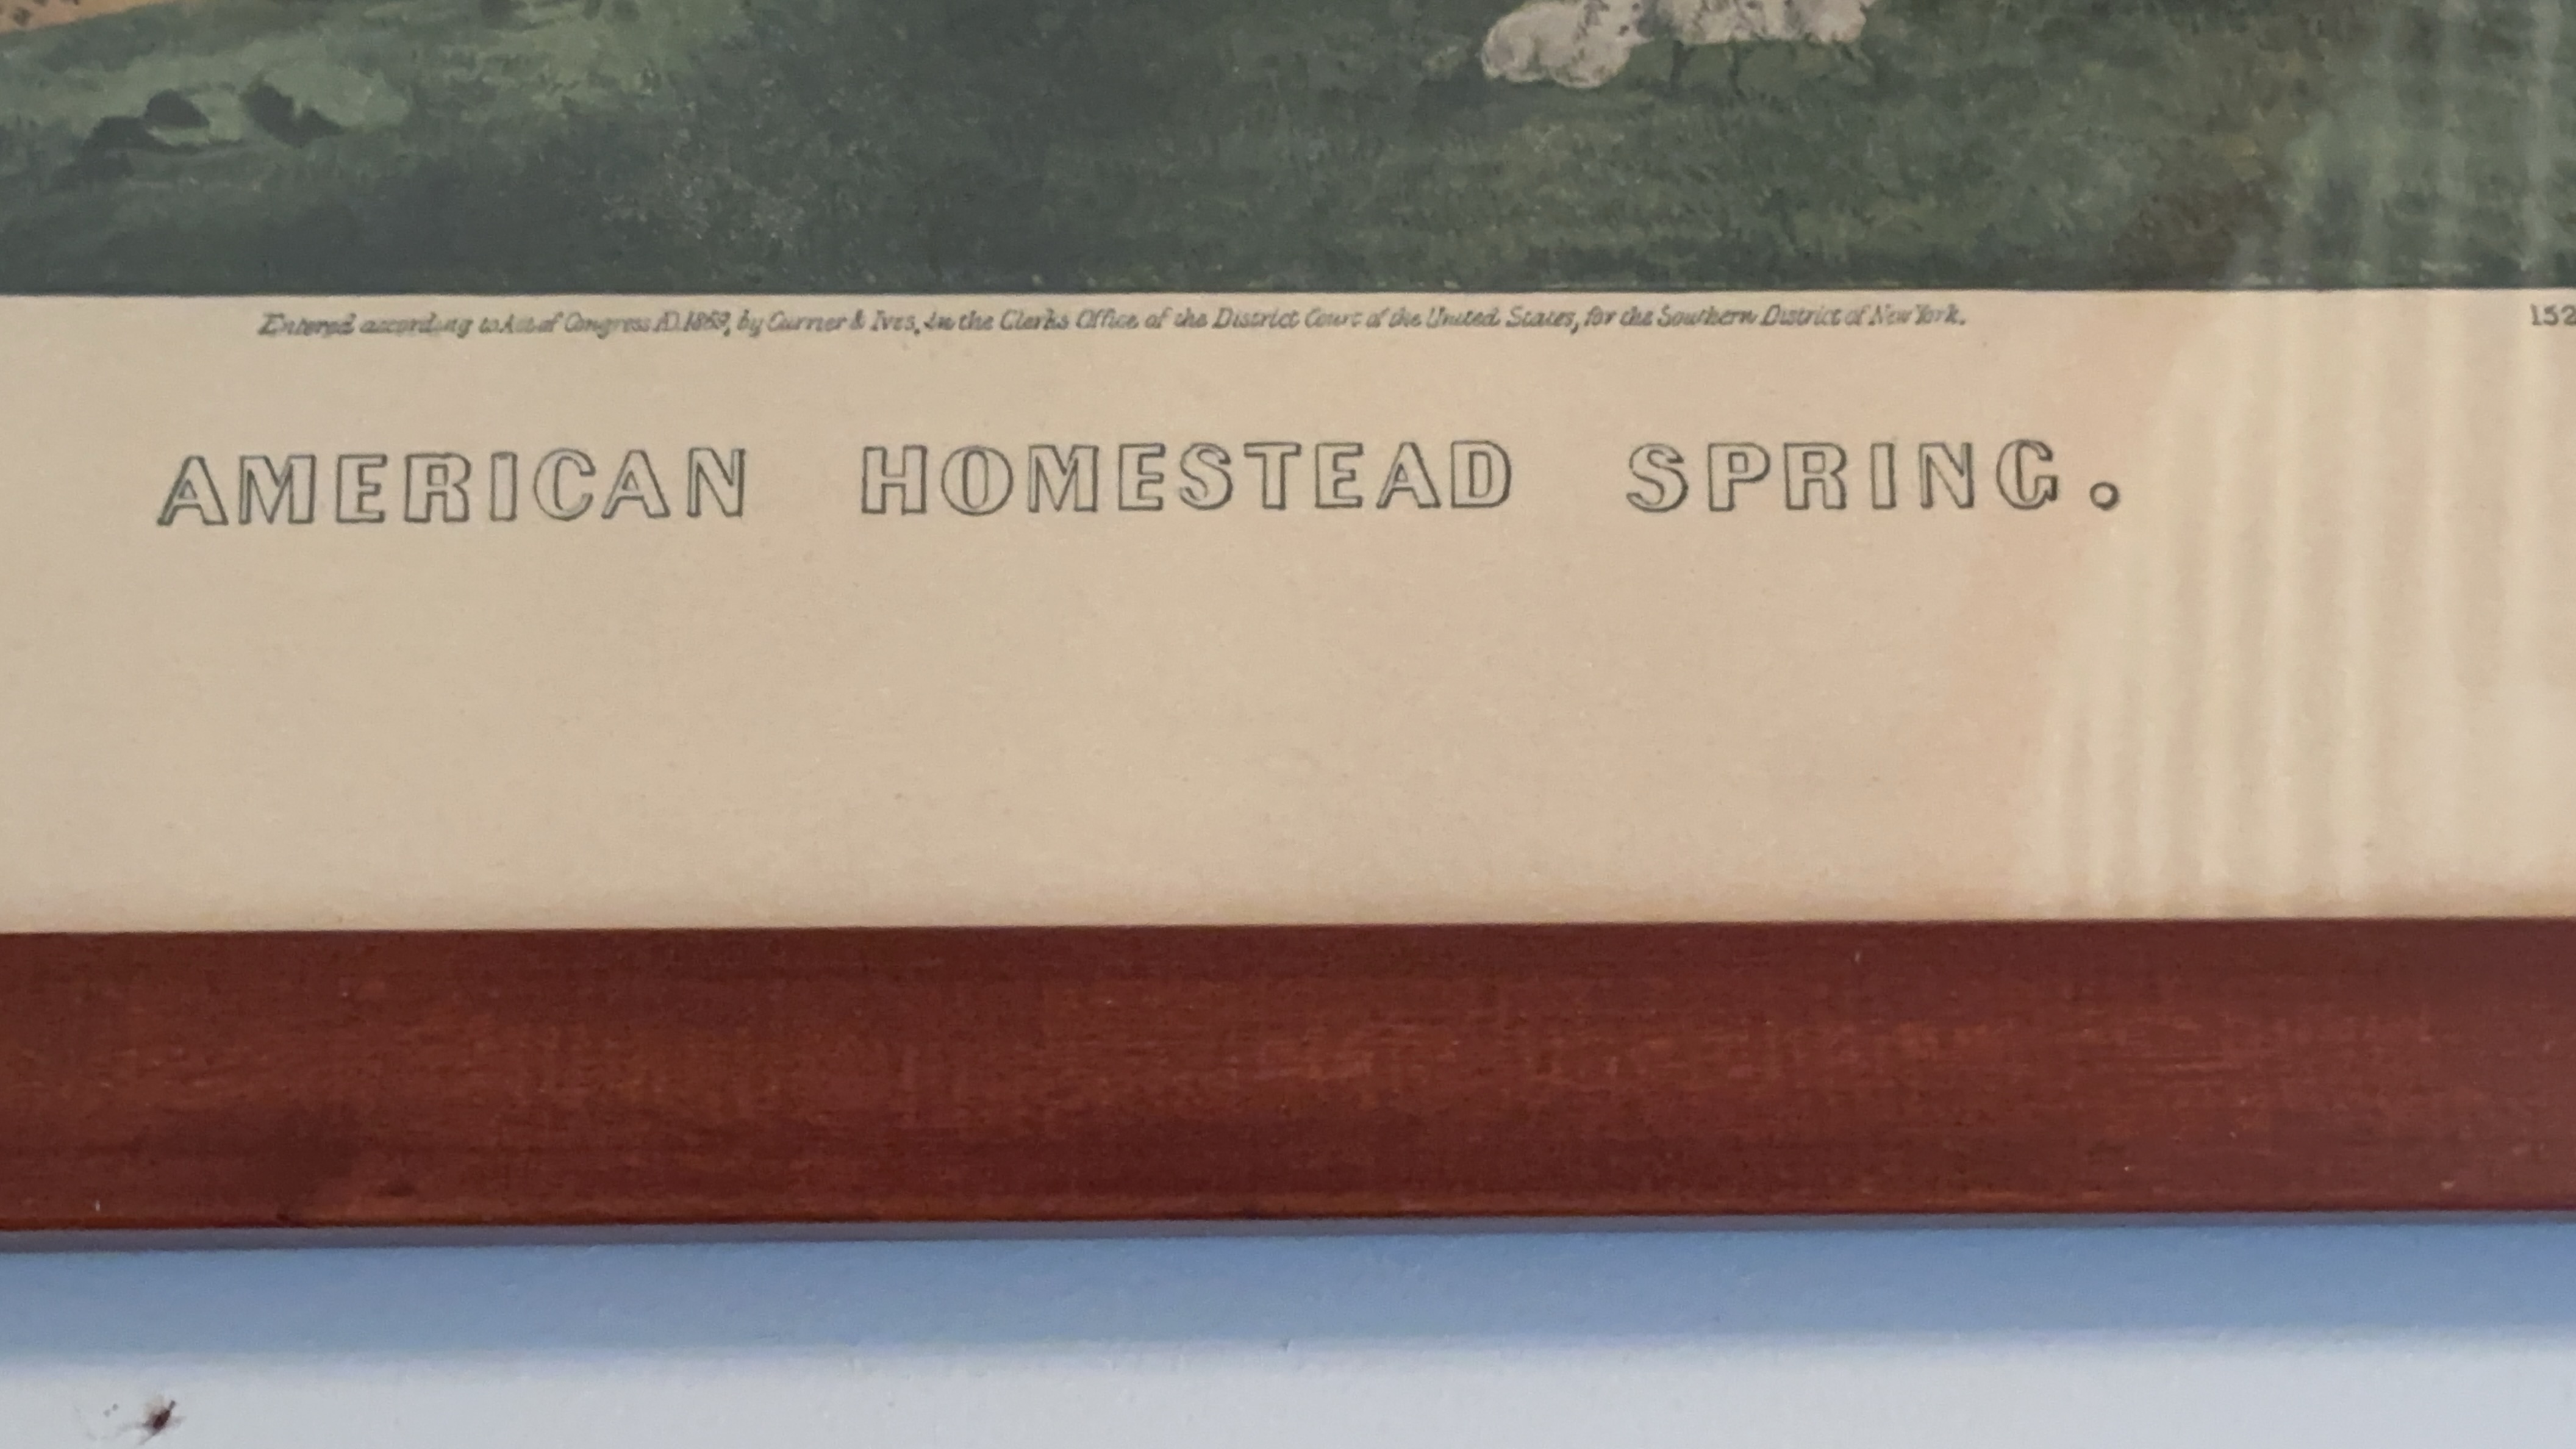 Entered according to Act of Congress A.D. 1869, by Currier & Ives, in the Clerks Office of the District Court of the United States, for the Southern District of New York.
152
AMERICAN HOMESTEAD SPRING.